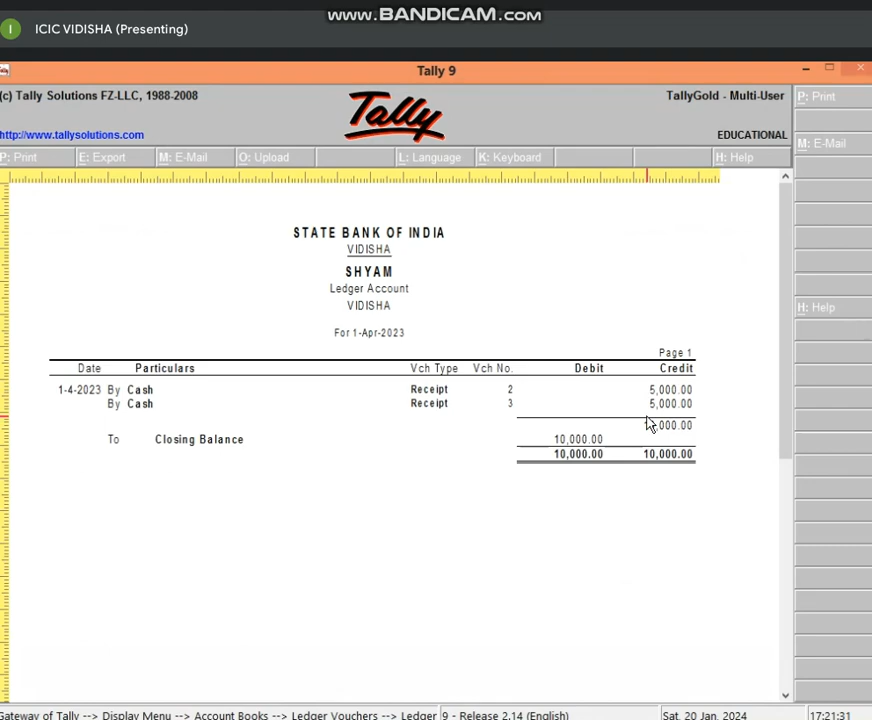 www.BANDICAM.com
I ICIC VIDISHA (Presenting)
Tally 9
(c) Tally Solutions FZ-LLC, 1988-2008
Tally
TallyGold - Multi-User
http://www.tallysolutions.com
EDUCATIONAL
P: Print E: Export M: E-Mail O: Upload L: Language K: Keyboard H: Help
P: Print
M: E-Mail
H: Help
STATE BANK OF INDIA
VIDISHA
SHYAM
Ledger Account
VIDISHA
For 1-Apr-2023
Page 1
Date Particulars Vch Type Vch No. Debit Credit
1-4-2023 By Cash Receipt 2 5,000.00
By Cash Receipt 3 5,000.00
,000.00
To Closing Balance 10,000.00
10,000.00 10,000.00
Gateway of Tally --> Display Menu --> Account Books --> Ledger Vouchers --> Ledger 9 - Release 2.14 (English) Sat, 20 Jan, 2024 17:21:31